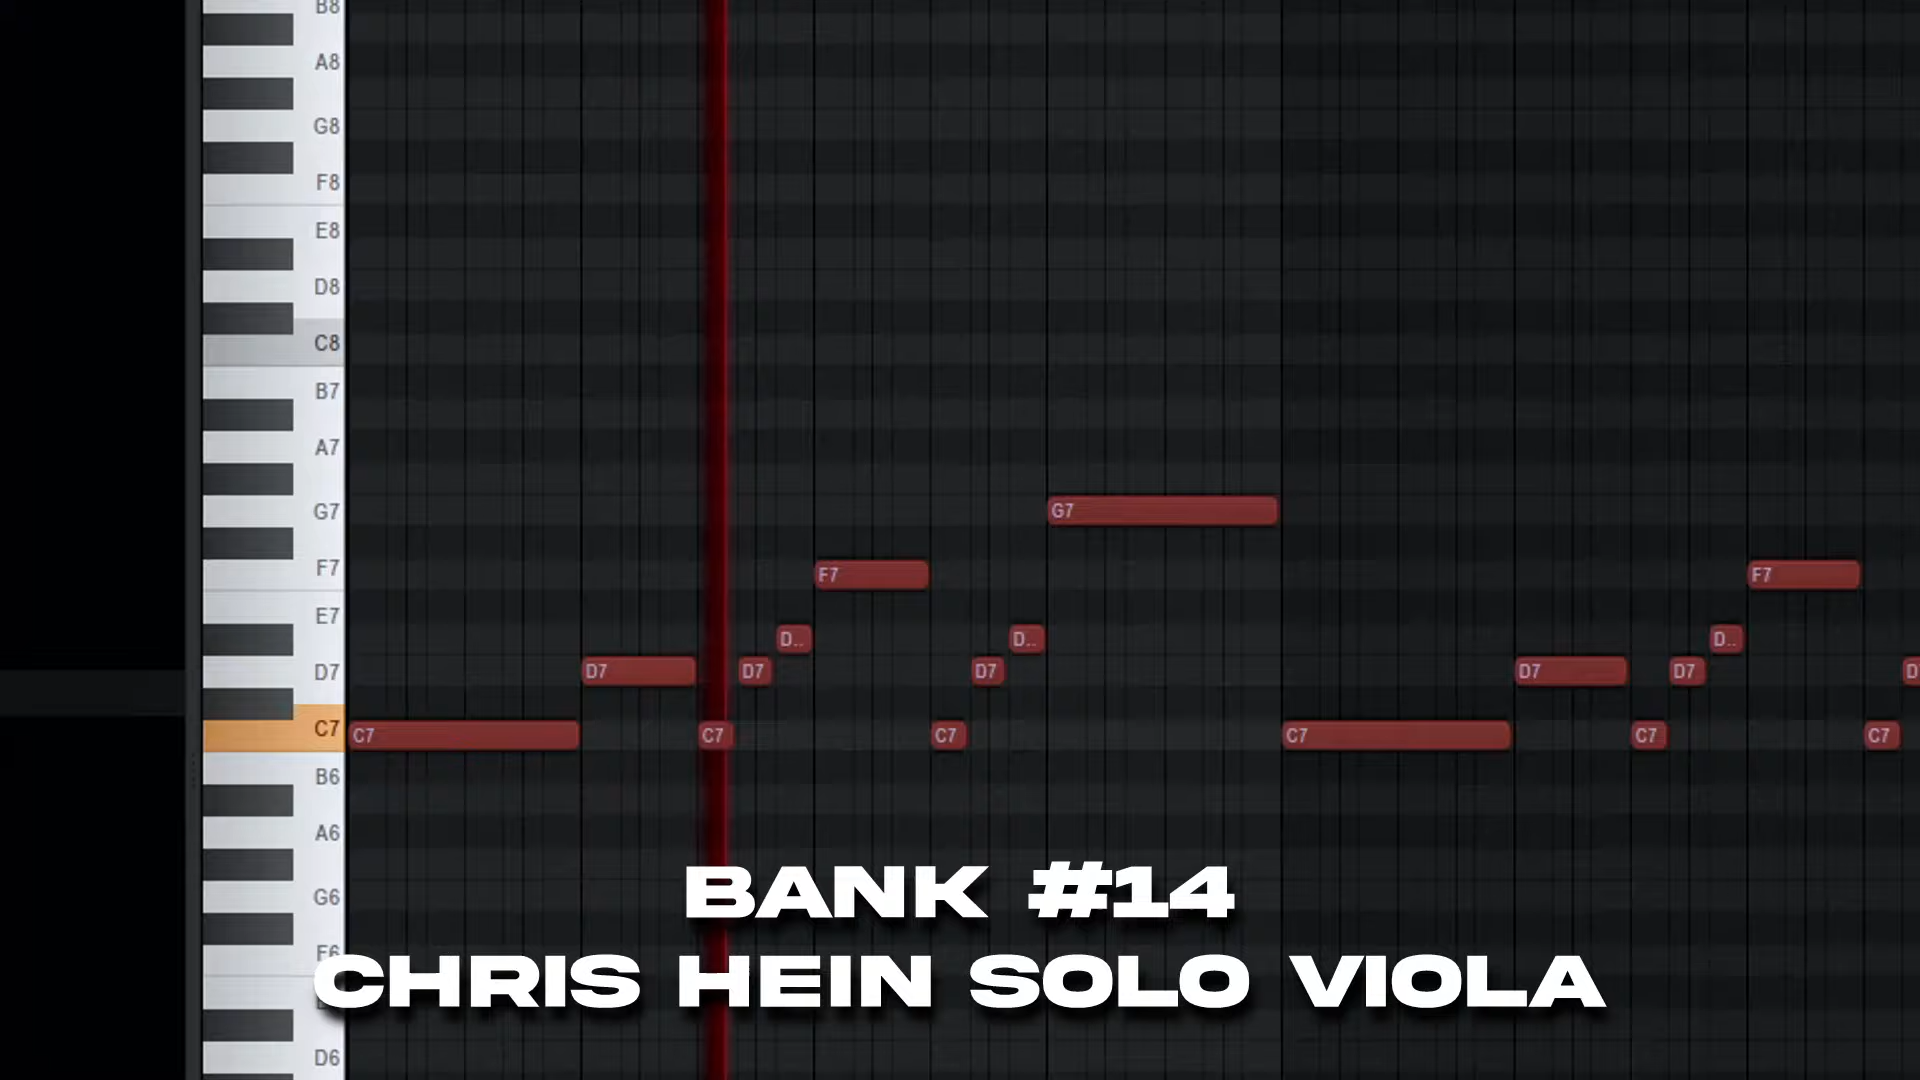 B8
A8
G8
F8
E8
D8
C8
B7
A7
G7 G7
F7 F7 F7
E7
D.. D.. D..
D7 D7 D7 D7 D7 D7 D
C7 C7 C7 C7 C7 C7 C7
B6
A6
G6
F6
D6
BANK #14
CHRIS HEIN SOLO VIOLA